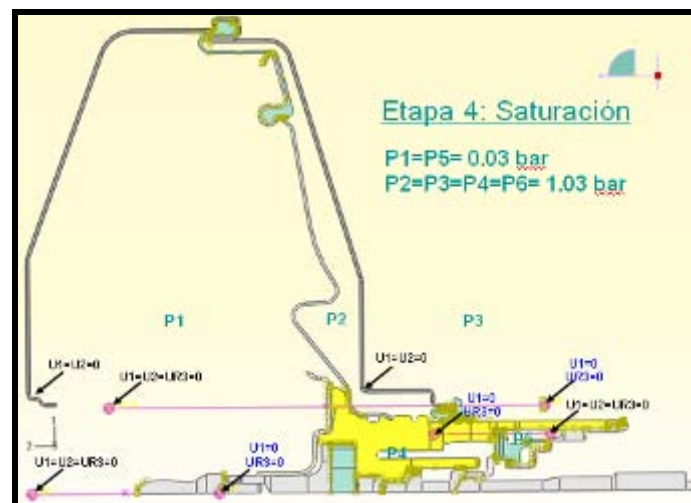 Etapa 4: Saturación
P1=P5= 0.03 bar
P2=P3=P4=P6= 1.03 bar
P1
P2
P3
U1=U2=0
U1=U2=UR3=0
U1=U2=0
U1=0
UR3=0
U1=0
UR3=0
U1=U2=UR3=0
P4
U1=0
UR3=0
U1=U2=UR3=0
2